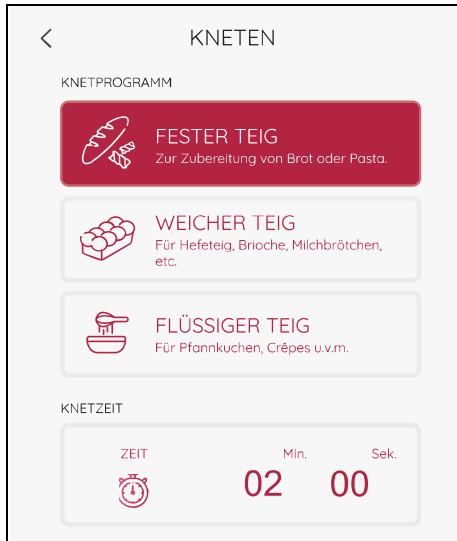 KNETEN
KNETPROGRAMM
FESTER TEIG
Zur Zubereitung von Brot oder Pasta.
WEICHER TEIG
Für Hefeteig, Brioche, Milchbrötchen,
etc.
FLÜSSIGER TEIG
Für Pfannkuchen, Crêpes u.v.m.
KNETZEIT
ZEIT Min. Sek.
02 00